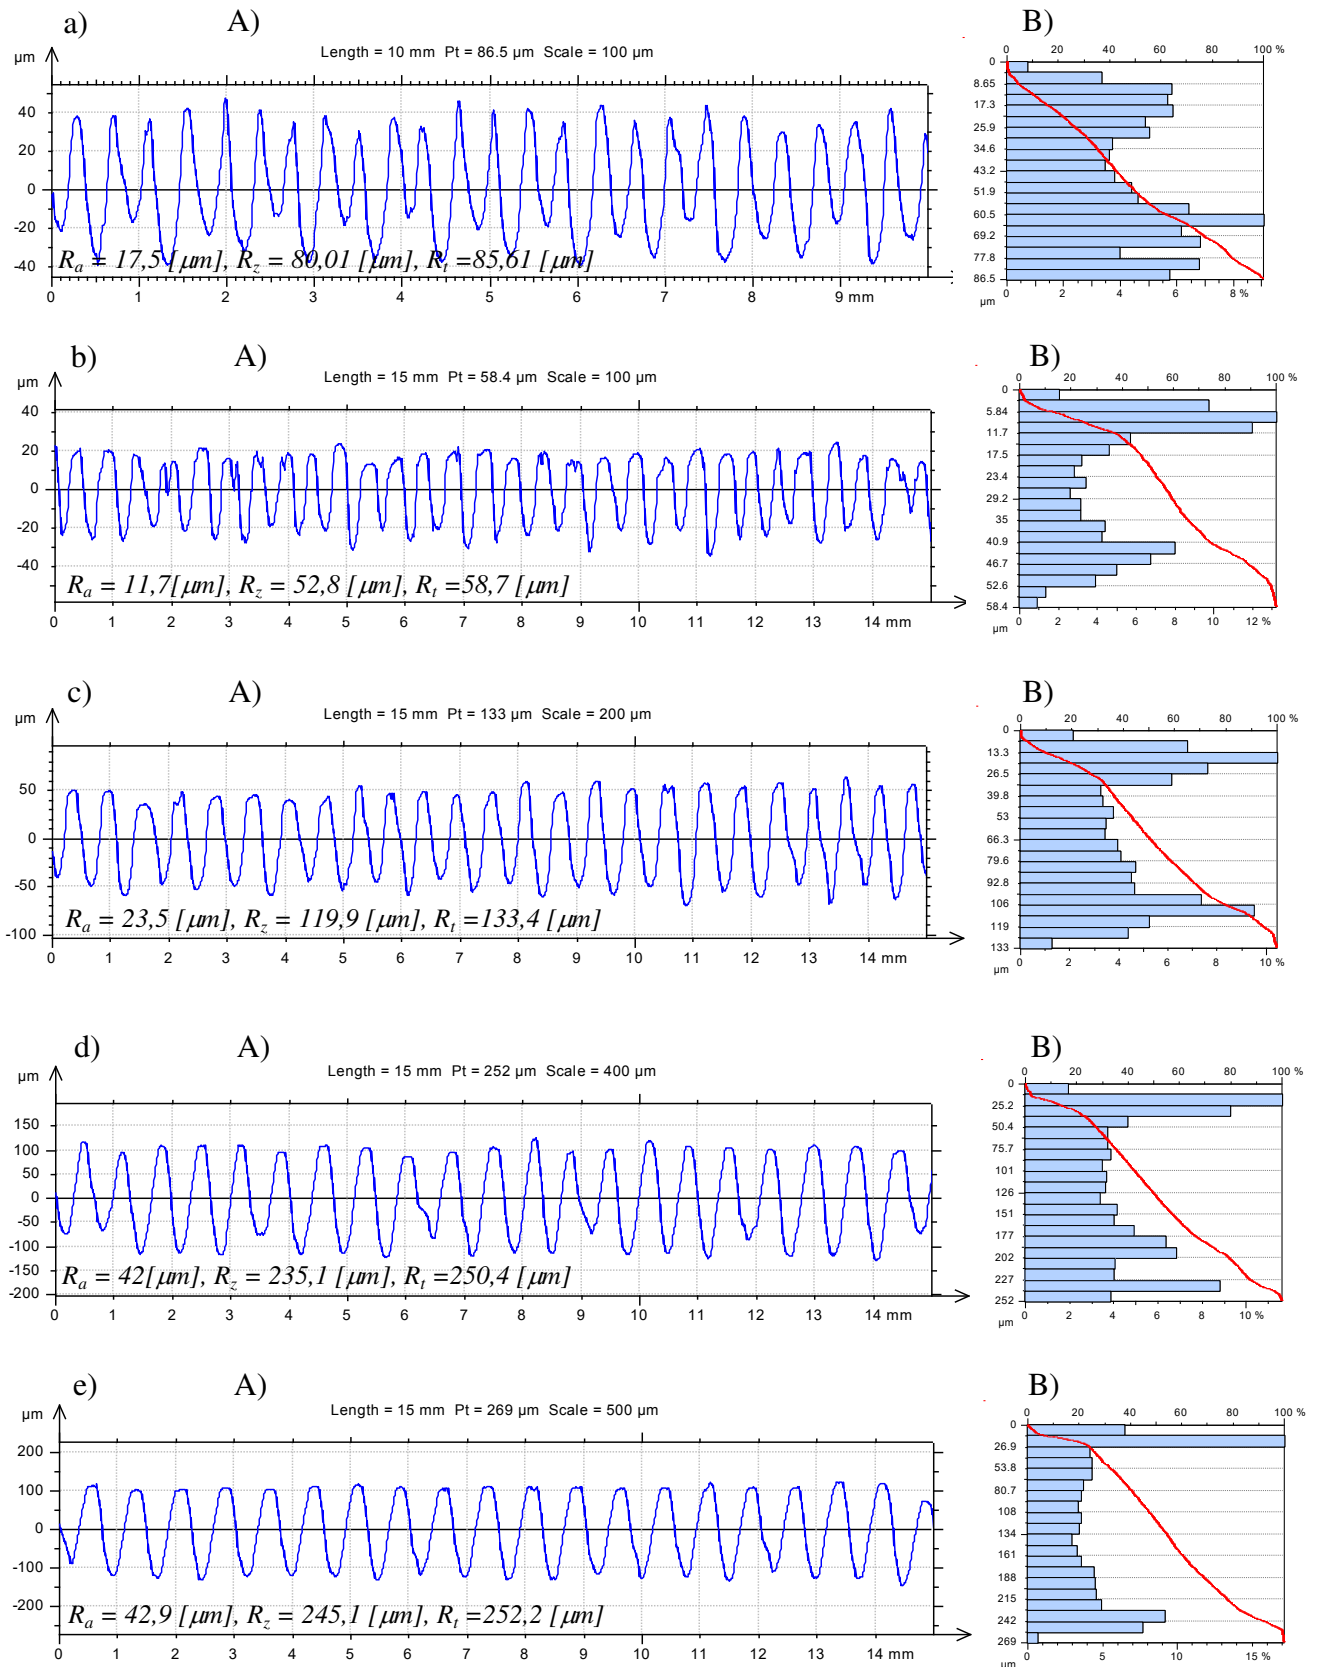 a) A) B)
Length = 10 mm Pt = 86.5 µm Scale = 100 µm
µm
40
20
0
-20
-40
R_a = 17,5 [µm], R_z = 80,01 [µm], R_t =85,61 [µm]
0 1 2 3 4 5 6 7 8 9 mm
0 20 40 60 80 100 %
0
8.65
17.3
25.9
34.6
43.2
51.9
60.5
69.2
77.8
86.5
µm
0 2 4 6 8 %
b) A) B)
Length = 15 mm Pt = 58.4 µm Scale = 100 µm
µm
40
20
0
-20
-40
R_a = 11,7[µm], R_z = 52,8 [µm], R_t =58,7 [µm]
0 1 2 3 4 5 6 7 8 9 10 11 12 13 14 mm
0 20 40 60 80 100 %
0
5.84
11.7
17.5
23.4
29.2
35
40.9
46.7
52.6
58.4
µm
0 2 4 6 8 10 12 %
c) A) B)
Length = 15 mm Pt = 133 µm Scale = 200 µm
µm
50
0
-50
-100
R_a = 23,5 [µm], R_z = 119,9 [µm], R_t =133,4 [µm]
0 1 2 3 4 5 6 7 8 9 10 11 12 13 14 mm
0 20 40 60 80 100 %
0
13.3
26.5
39.8
53
66.3
79.6
92.8
106
119
133
µm
0 2 4 6 8 10 %
d) A) B)
Length = 15 mm Pt = 252 µm Scale = 400 µm
µm
150
100
50
0
-50
-100
-150
-200
R_a = 42[µm], R_z = 235,1 [µm], R_t =250,4 [µm]
0 1 2 3 4 5 6 7 8 9 10 11 12 13 14 mm
0 20 40 60 80 100 %
0
25.2
50.4
75.7
101
126
151
177
202
227
252
µm
0 2 4 6 8 10 %
e) A) B)
Length = 15 mm Pt = 269 µm Scale = 500 µm
µm
200
100
0
-100
-200
R_a = 42,9 [µm], R_z = 245,1 [µm], R_t =252,2 [µm]
0 1 2 3 4 5 6 7 8 9 10 11 12 13 14 mm
0 20 40 60 80 100 %
0
26.9
53.8
80.7
108
134
161
188
215
242
269
µm
0 5 10 15 %